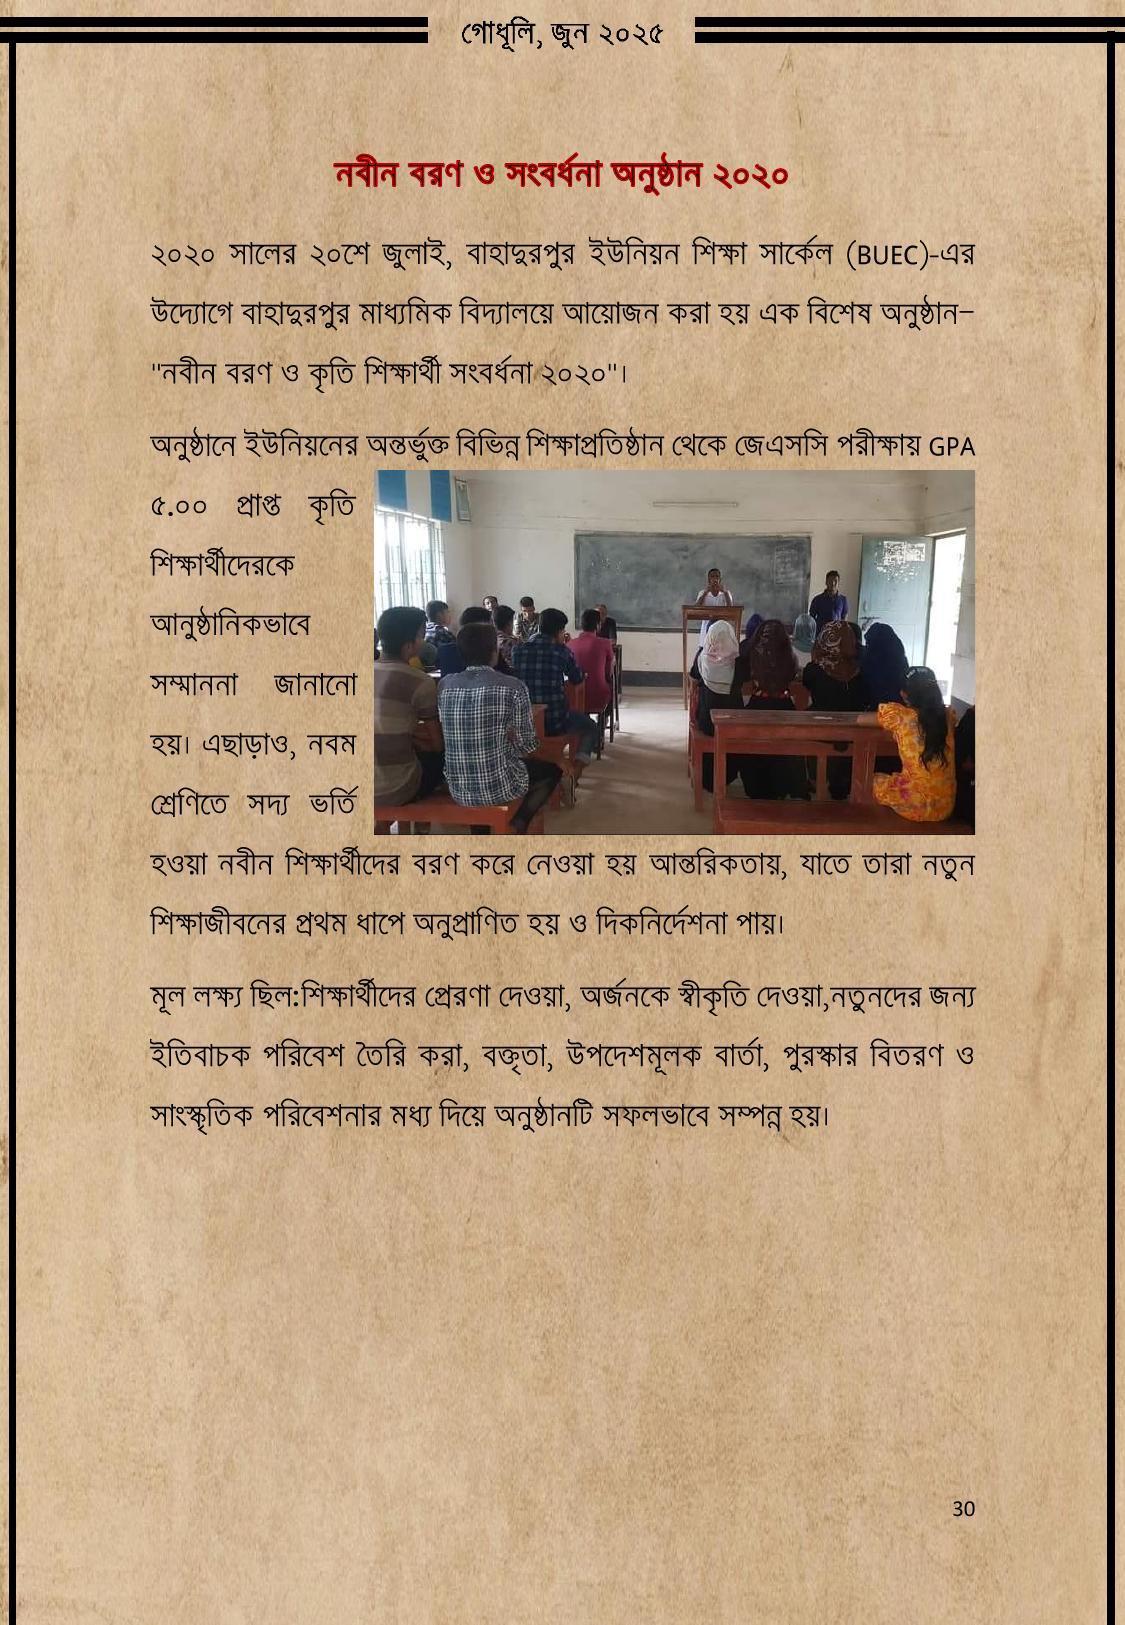 গোধূলি, জুন ২০২৫
নবীন বরণ ও সংবর্ধনা অনুষ্ঠান ২০২০
২০২০ সালের ২০শে জুলাই, বাহাদুরপুর ইউনিয়ন শিক্ষা সার্কেল (BUEC)-এর
উদ্যোগে বাহাদুরপুর মাধ্যমিক বিদ্যালয়ে আয়োজন করা হয় এক বিশেষ অনুষ্ঠান–
"নবীন বরণ ও কৃতি শিক্ষার্থী সংবর্ধনা ২০২০"।
অনুষ্ঠানে ইউনিয়নের অন্তর্ভুক্ত বিভিন্ন শিক্ষাপ্রতিষ্ঠান থেকে জেএসসি পরীক্ষায় GPA
৫.০০ প্রাপ্ত কৃতি
শিক্ষার্থীদেরকে
আনুষ্ঠানিকভাবে
সম্মাননা জানানো
হয়। এছাড়াও, নবম
শ্রেণিতে সদ্য ভর্তি
হওয়া নবীন শিক্ষার্থীদের বরণ করে নেওয়া হয় আন্তরিকতায়, যাতে তারা নতুন
শিক্ষাজীবনের প্রথম ধাপে অনুপ্রাণিত হয় ও দিকনির্দেশনা পায়।
মূল লক্ষ্য ছিল:শিক্ষার্থীদের প্রেরণা দেওয়া, অর্জনকে স্বীকৃতি দেওয়া,নতুনদের জন্য
ইতিবাচক পরিবেশ তৈরি করা, বক্তৃতা, উপদেশমূলক বার্তা, পুরস্কার বিতরণ ও
সাংস্কৃতিক পরিবেশনার মধ্য দিয়ে অনুষ্ঠানটি সফলভাবে সম্পন্ন হয়।
30